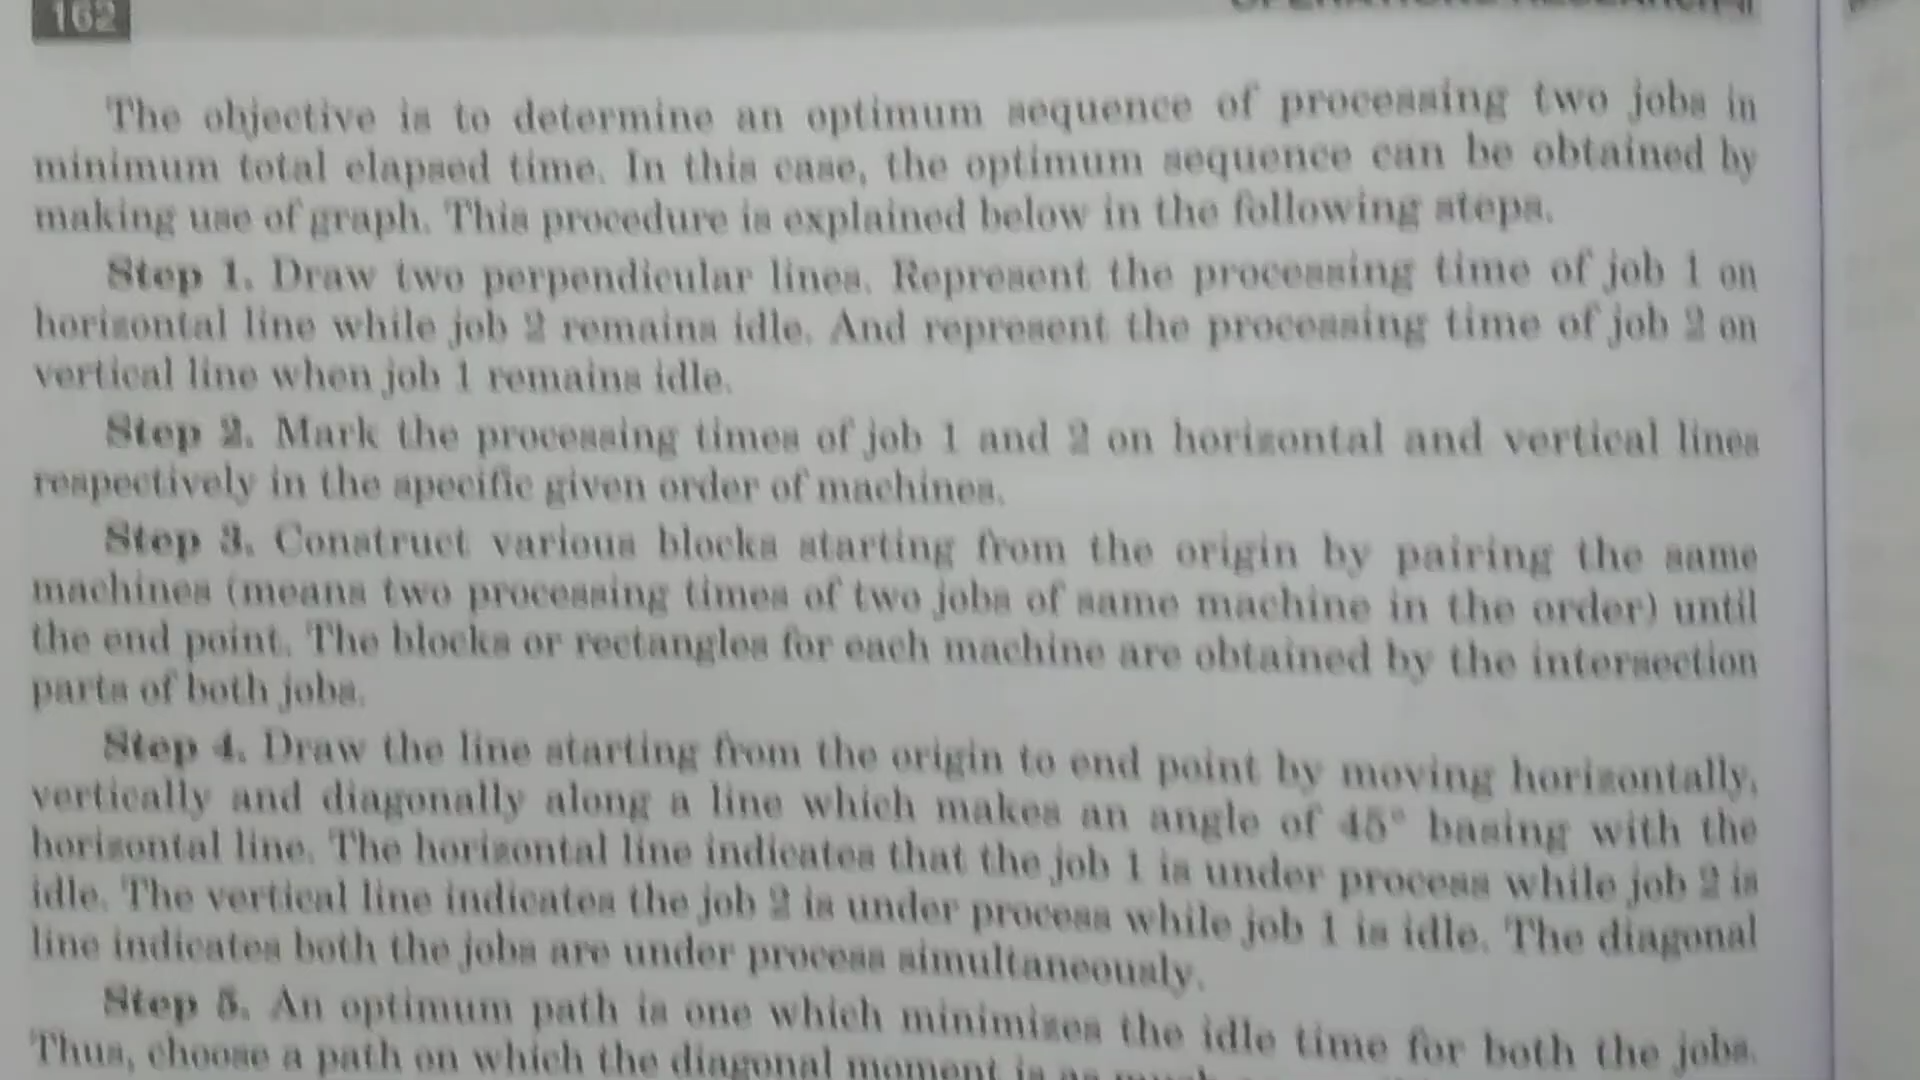 162
OPERATIONS RESEARCH-II
The objective is to determine an optimum sequence of processing two jobs in
minimum total elapsed time. In this case, the optimum sequence can be obtained by
making use of graph. This procedure is explained below in the following steps.
Step 1. Draw two perpendicular lines. Represent the processing time of job 1 on
horizontal line while job 2 remains idle. And represent the processing time of job 2 on
vertical line when job 1 remains idle.
Step 2. Mark the processing times of job 1 and 2 on horizontal and vertical lines
respectively in the specific given order of machines.
Step 3. Construct various blocks starting from the origin by pairing the same
machines (means two processing times of two jobs of same machine in the order) until
the end point. The blocks or rectangles for each machine are obtained by the intersection
parts of both jobs.
Step 4. Draw the line starting from the origin to end point by moving horizontally,
vertically and diagonally along a line which makes an angle of 45° basing with the
horizontal line. The horizontal line indicates that the job 1 is under process while job 2 is
idle. The vertical line indicates the job 2 is under process while job 1 is idle. The diagonal
line indicates both the jobs are under process simultaneously.
Step 5. An optimum path is one which minimizes the idle time for both the jobs.
Thus, choose a path on which the diagonal moment is as much